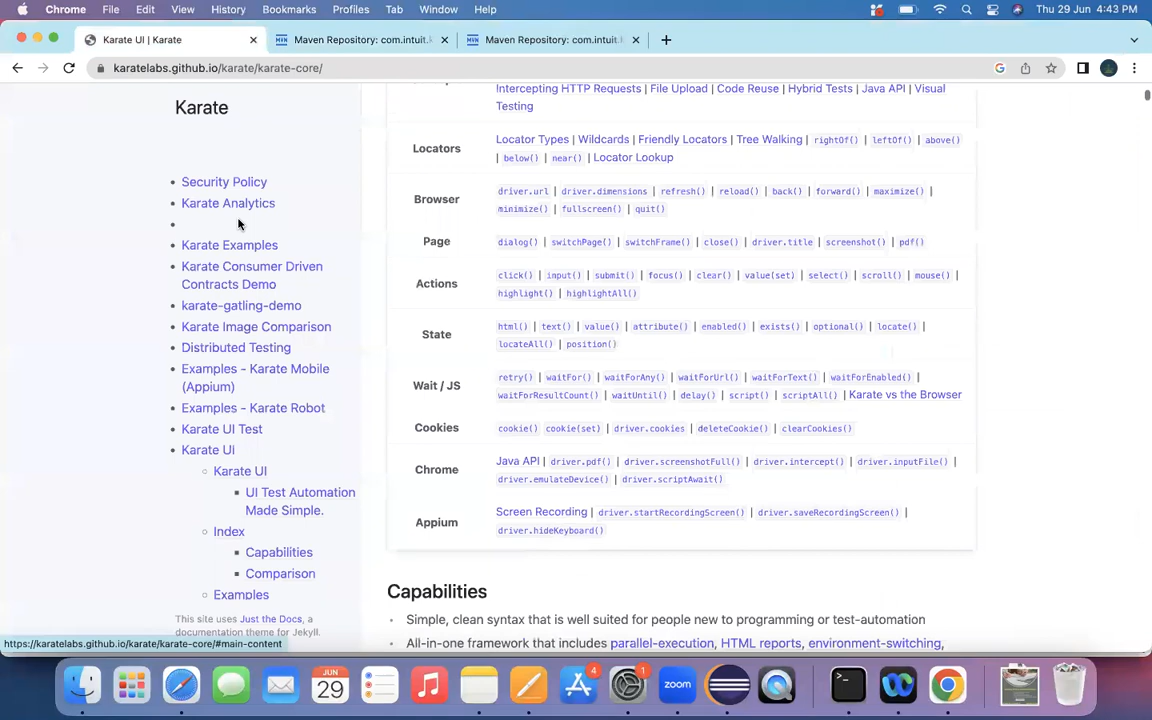 Chrome File Edit View History Bookmarks Profiles Tab Window Help Thu 29 Jun 4:43 PM
Karate UI | Karate Maven Repository: com.intuit.k Maven Repository: com.intuit.k
karatelabs.github.io/karate/karate-core/
Karate
Security Policy
Karate Analytics
Karate Examples
Karate Consumer Driven
Contracts Demo
karate-gatling-demo
Karate Image Comparison
Distributed Testing
Examples - Karate Mobile
(Appium)
Examples - Karate Robot
Karate UI Test
Karate UI
Karate UI
UI Test Automation
Made Simple.
Index
Capabilities
Comparison
Examples
This site uses Just the Docs, a
documentation theme for Jekyll.
https://karatelabs.github.io/karate/karate-core/#main-content
Intercepting HTTP Requests | File Upload | Code Reuse | Hybrid Tests | Java API | Visual
Testing
Locators
Locator Types | Wildcards | Friendly Locators | Tree Walking | rightOf() | leftOf() | above()
| below() | near() | Locator Lookup
Browser
driver.url | driver.dimensions | refresh() | reload() | back() | forward() | maximize() |
minimize() | fullscreen() | quit()
Page
dialog() | switchPage() | switchFrame() | close() | driver.title | screenshot() | pdf()
Actions
click() | input() | submit() | focus() | clear() | value(set) | select() | scroll() | mouse() |
highlight() | highlightAll()
State
html() | text() | value() | attribute() | enabled() | exists() | optional() | locate() |
locateAll() | position()
Wait / JS
retry() | waitFor() | waitForAny() | waitForUrl() | waitForText() | waitForEnabled() |
waitForResultCount() | waitUntil() | delay() | script() | scriptAll() | Karate vs the Browser
Cookies
cookie() cookie(set) | driver.cookies | deleteCookie() | clearCookies()
Chrome
Java API | driver.pdf() | driver.screenshotFull() | driver.intercept() | driver.inputFile() |
driver.emulateDevice() | driver.scriptAwait()
Appium
Screen Recording | driver.startRecordingScreen() | driver.saveRecordingScreen() |
driver.hideKeyboard()
Capabilities
Simple, clean syntax that is well suited for people new to programming or test-automation
All-in-one framework that includes parallel-execution, HTML reports, environment-switching,
JUN
29
4
1
zoom